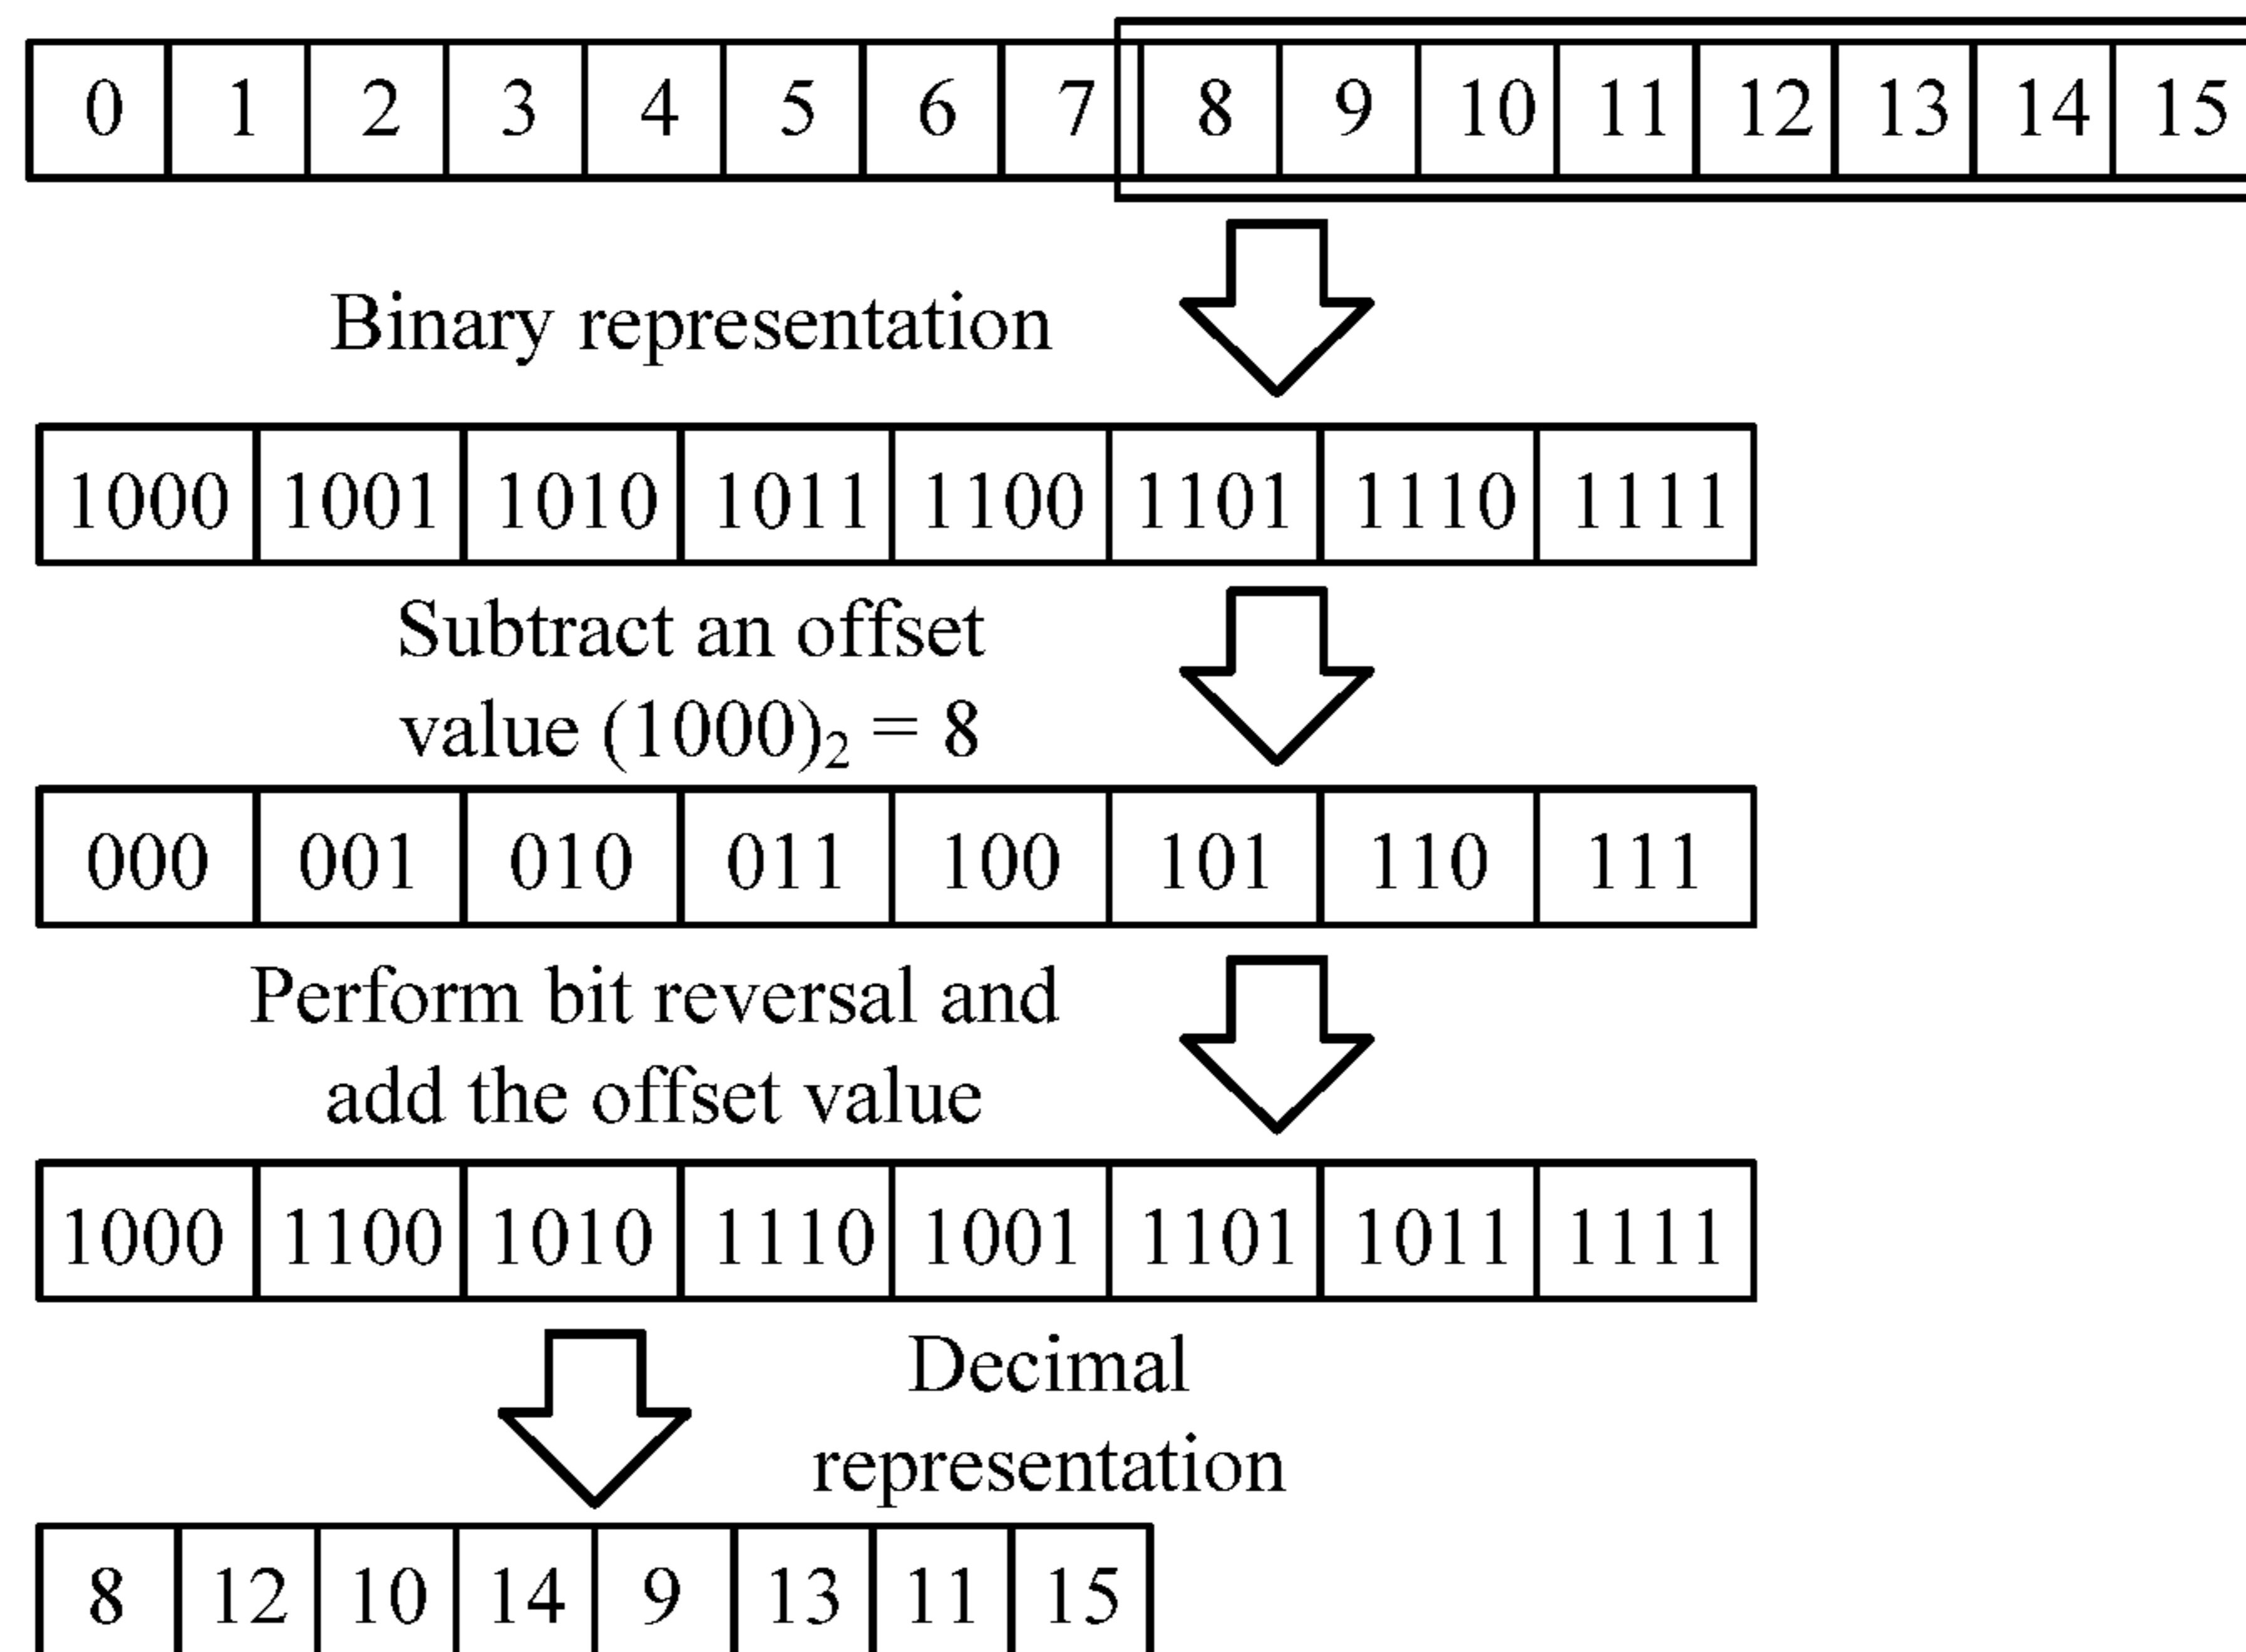 0 1 2 3 4 5 6 7 8 9 10 11 12 13 14 15
Binary representation
1000 1001 1010 1011 1100 1101 1110 1111
Subtract an offset
value (1000)₂ = 8
000 001 010 011 100 101 110 111
Perform bit reversal and
add the offset value
1000 1100 1010 1110 1001 1101 1011 1111
Decimal
representation
8 12 10 14 9 13 11 15